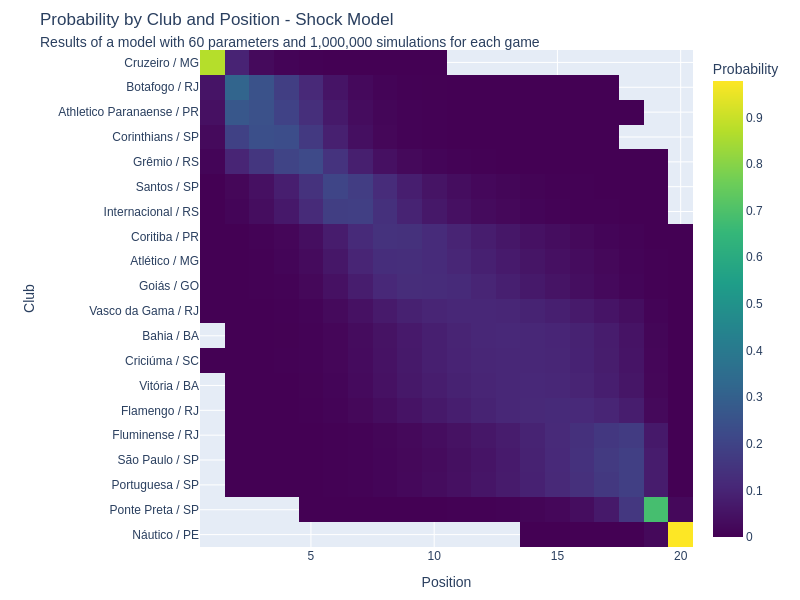 Probability by Club and Position - Shock Model
Results of a model with 60 parameters and 1,000,000 simulations for each game
Probability
Cruzeiro / MG
Botafogo / RJ
Athletico Paranaense / PR
Corinthians / SP
Grêmio / RS
Santos / SP
Internacional / RS
Coritiba / PR
Atlético / MG
Goiás / GO
Vasco da Gama / RJ
Bahia / BA
Criciúma / SC
Vitória / BA
Flamengo / RJ
Fluminense / RJ
São Paulo / SP
Portuguesa / SP
Ponte Preta / SP
Náutico / PE
Club
5
10
15
20
Position
0.9
0.8
0.7
0.6
0.5
0.4
0.3
0.2
0.1
0